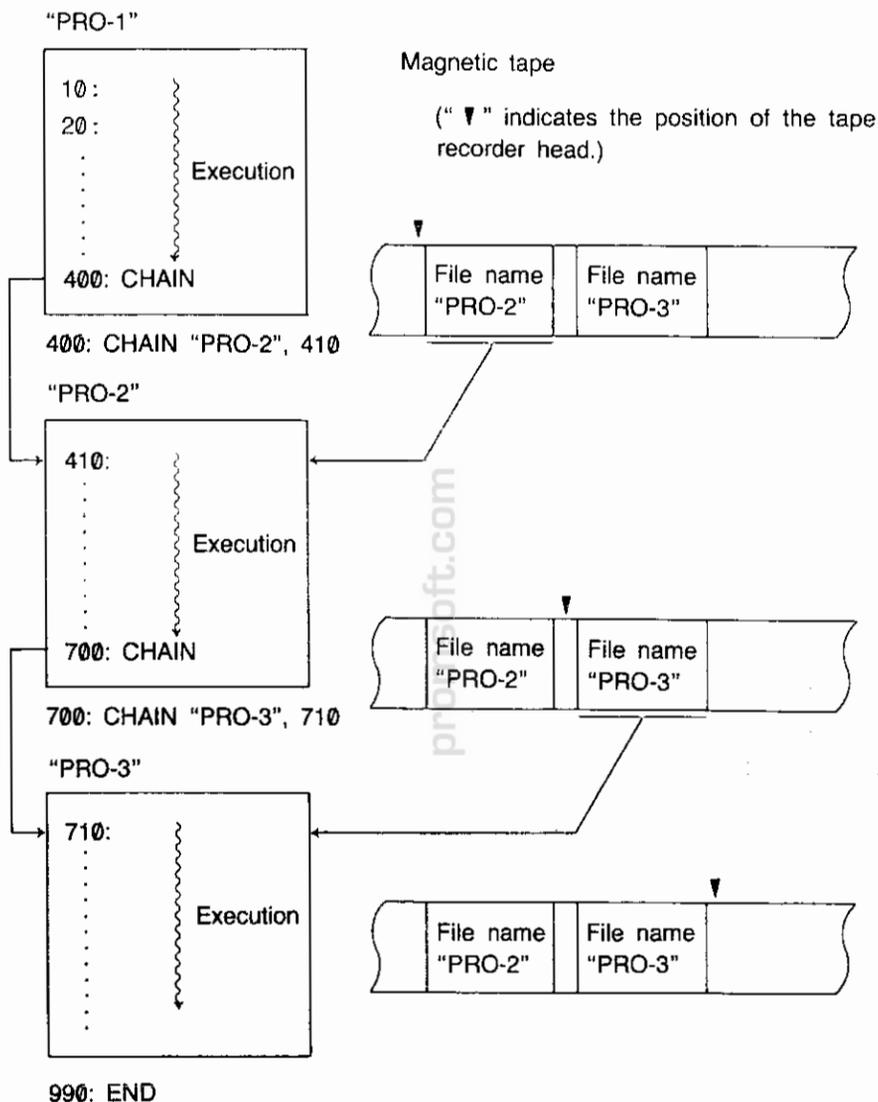 “PRO-1”
10:
20:
Execution
400: CHAIN
400: CHAIN “PRO-2”, 410
Magnetic tape
(“ ▼ ” indicates the position of the tape
recorder head.)
File name
“PRO-2”
File name
“PRO-3”
“PRO-2”
410:
Execution
700: CHAIN
700: CHAIN “PRO-3”, 710
File name
“PRO-2”
File name
“PRO-3”
“PRO-3”
710:
Execution
990: END
File name
“PRO-2”
File name
“PRO-3”
promsoft.com